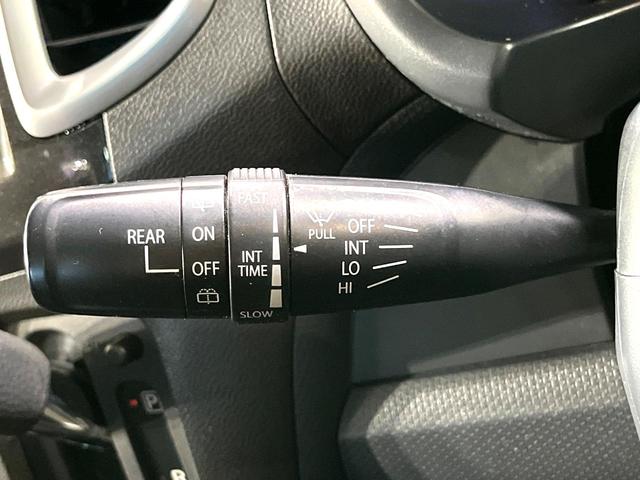 REAR
ON
OFF
FAST
INT
TIME
SLOW
PULL
OFF
INT
LO
HI
P
R